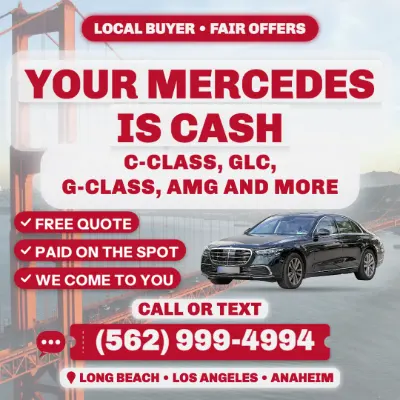 LOCAL BUYER • FAIR OFFERS
YOUR MERCEDES
IS CASH
C-CLASS, GLC,
G-CLASS, AMG AND MORE
FREE QUOTE
PAID ON THE SPOT
WE COME TO YOU
CALL OR TEXT
(562) 999-4994
LONG BEACH • LOS ANGELES • ANAHEIM